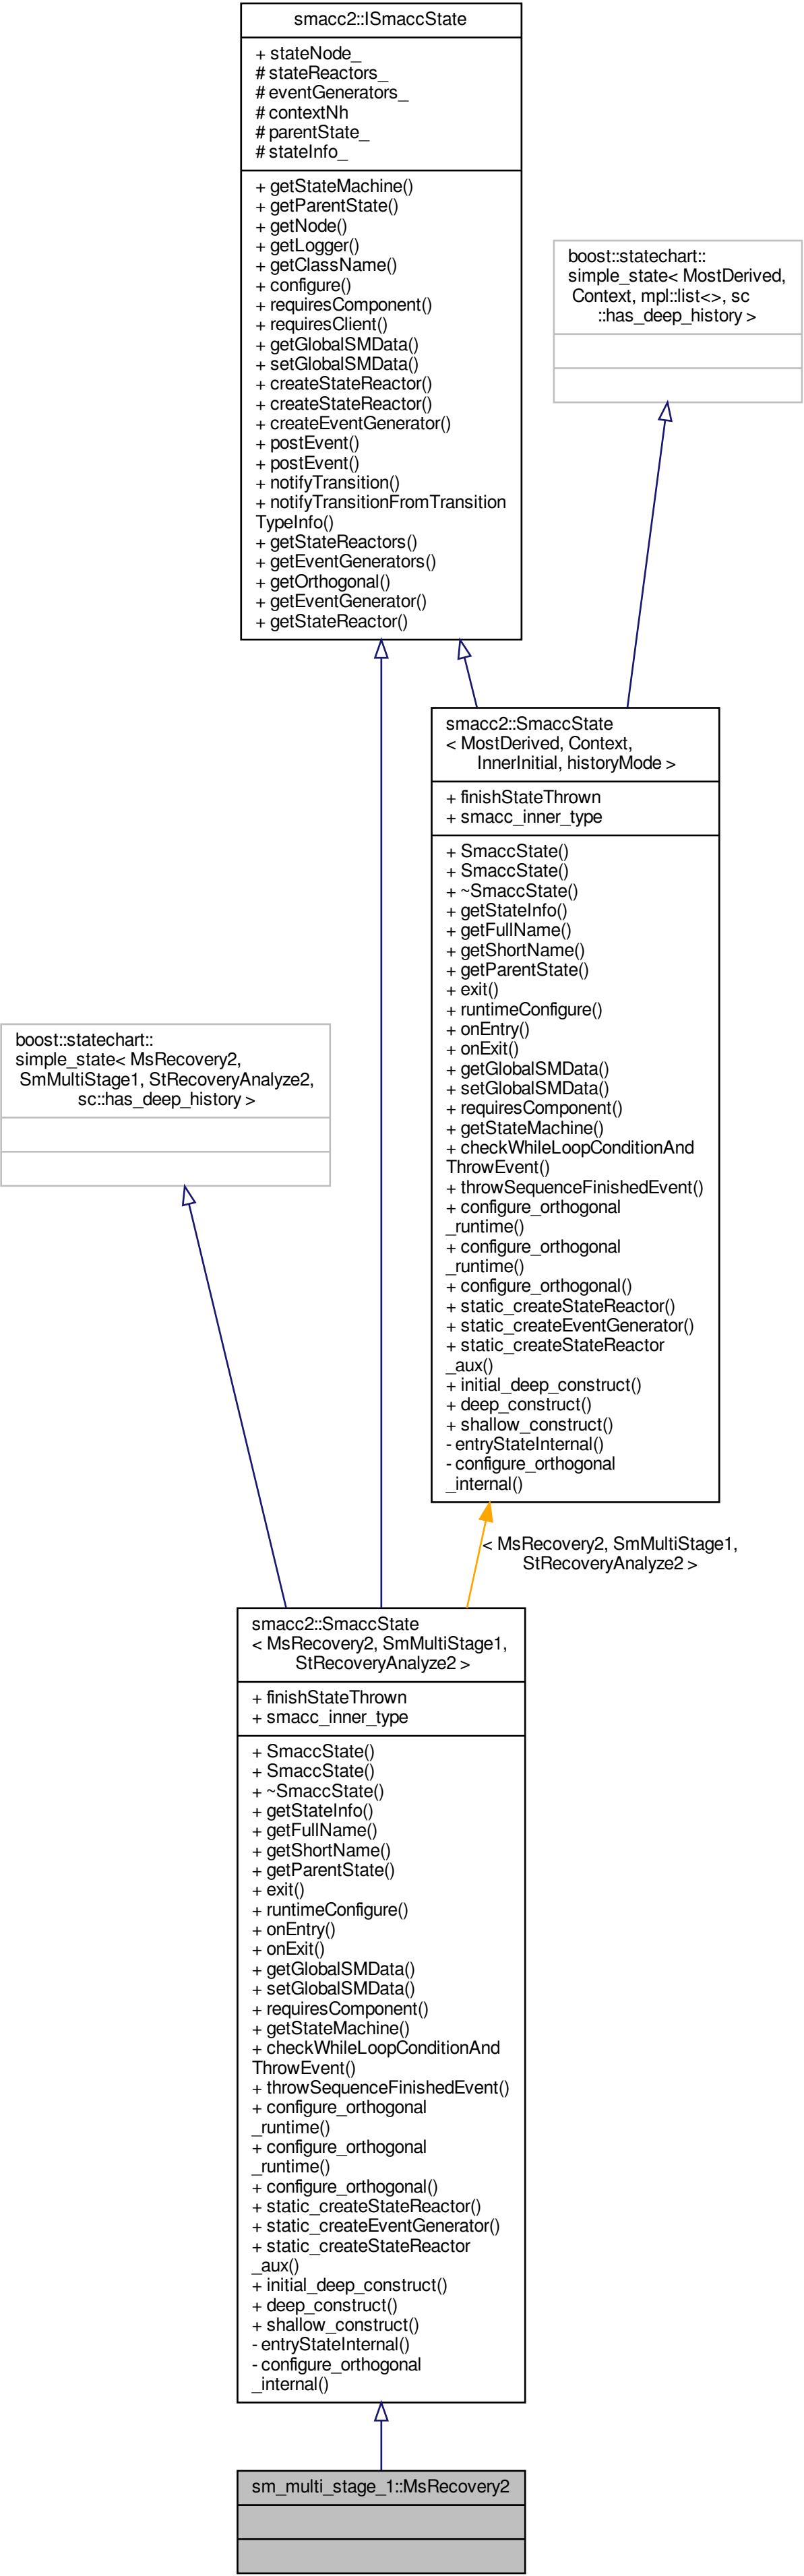 smacc2::ISmaccState
+ stateNode_
# stateReactors_
# eventGenerators_
# contextNh
# parentState_
# stateInfo_
+ getStateMachine()
+ getParentState()
+ getNode()
+ getLogger()
+ getClassName()
+ configure()
+ requiresComponent()
+ requiresClient()
+ getGlobalSMData()
+ setGlobalSMData()
+ createStateReactor()
+ createStateReactor()
+ createEventGenerator()
+ postEvent()
+ postEvent()
+ notifyTransition()
+ notifyTransitionFromTransition
TypeInfo()
+ getStateReactors()
+ getEventGenerators()
+ getOrthogonal()
+ getEventGenerator()
+ getStateReactor()
boost::statechart::
simple_state< MostDerived,
Context, mpl::list<>, sc
::has_deep_history >
smacc2::SmaccState
< MostDerived, Context,
InnerInitial, historyMode >
+ finishStateThrown
+ smacc_inner_type
+ SmaccState()
+ SmaccState()
+ ~SmaccState()
+ getStateInfo()
+ getFullName()
+ getShortName()
+ getParentState()
+ exit()
+ runtimeConfigure()
+ onEntry()
+ onExit()
+ getGlobalSMData()
+ setGlobalSMData()
+ requiresComponent()
+ getStateMachine()
+ checkWhileLoopConditionAnd
ThrowEvent()
+ throwSequenceFinishedEvent()
+ configure_orthogonal
_runtime()
+ configure_orthogonal
_runtime()
+ configure_orthogonal()
+ static_createStateReactor()
+ static_createEventGenerator()
+ static_createStateReactor
_aux()
+ initial_deep_construct()
+ deep_construct()
+ shallow_construct()
- entryStateInternal()
- configure_orthogonal
_internal()
boost::statechart::
simple_state< MsRecovery2,
SmMultiStage1, StRecoveryAnalyze2,
sc::has_deep_history >
< MsRecovery2, SmMultiStage1,
StRecoveryAnalyze2 >
smacc2::SmaccState
< MsRecovery2, SmMultiStage1,
StRecoveryAnalyze2 >
+ finishStateThrown
+ smacc_inner_type
+ SmaccState()
+ SmaccState()
+ ~SmaccState()
+ getStateInfo()
+ getFullName()
+ getShortName()
+ getParentState()
+ exit()
+ runtimeConfigure()
+ onEntry()
+ onExit()
+ getGlobalSMData()
+ setGlobalSMData()
+ requiresComponent()
+ getStateMachine()
+ checkWhileLoopConditionAnd
ThrowEvent()
+ throwSequenceFinishedEvent()
+ configure_orthogonal
_runtime()
+ configure_orthogonal
_runtime()
+ configure_orthogonal()
+ static_createStateReactor()
+ static_createEventGenerator()
+ static_createStateReactor
_aux()
+ initial_deep_construct()
+ deep_construct()
+ shallow_construct()
- entryStateInternal()
- configure_orthogonal
_internal()
sm_multi_stage_1::MsRecovery2